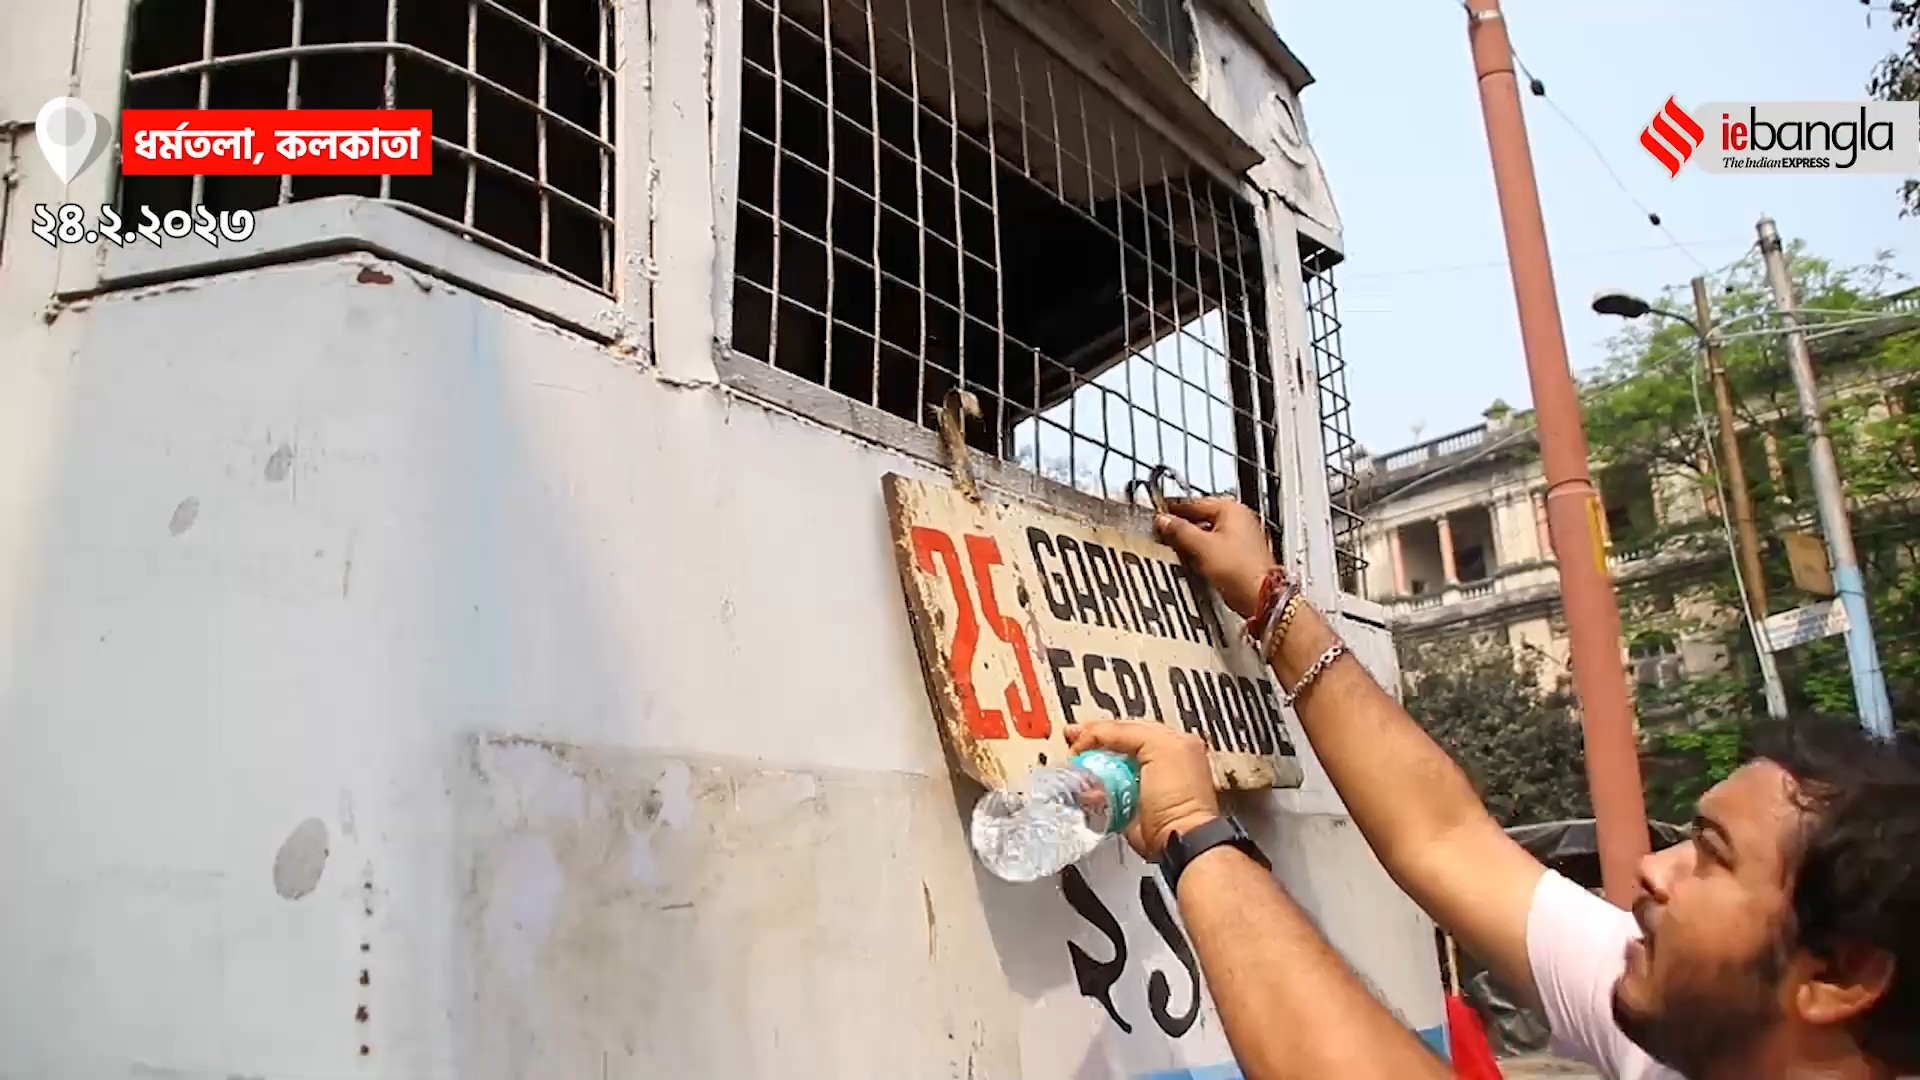 ধর্মতলা, কলকাতা
২৪.২.২০২৩
iebangla
The Indian EXPRESS
25
GARIAHAT
ESPLANADE
২১